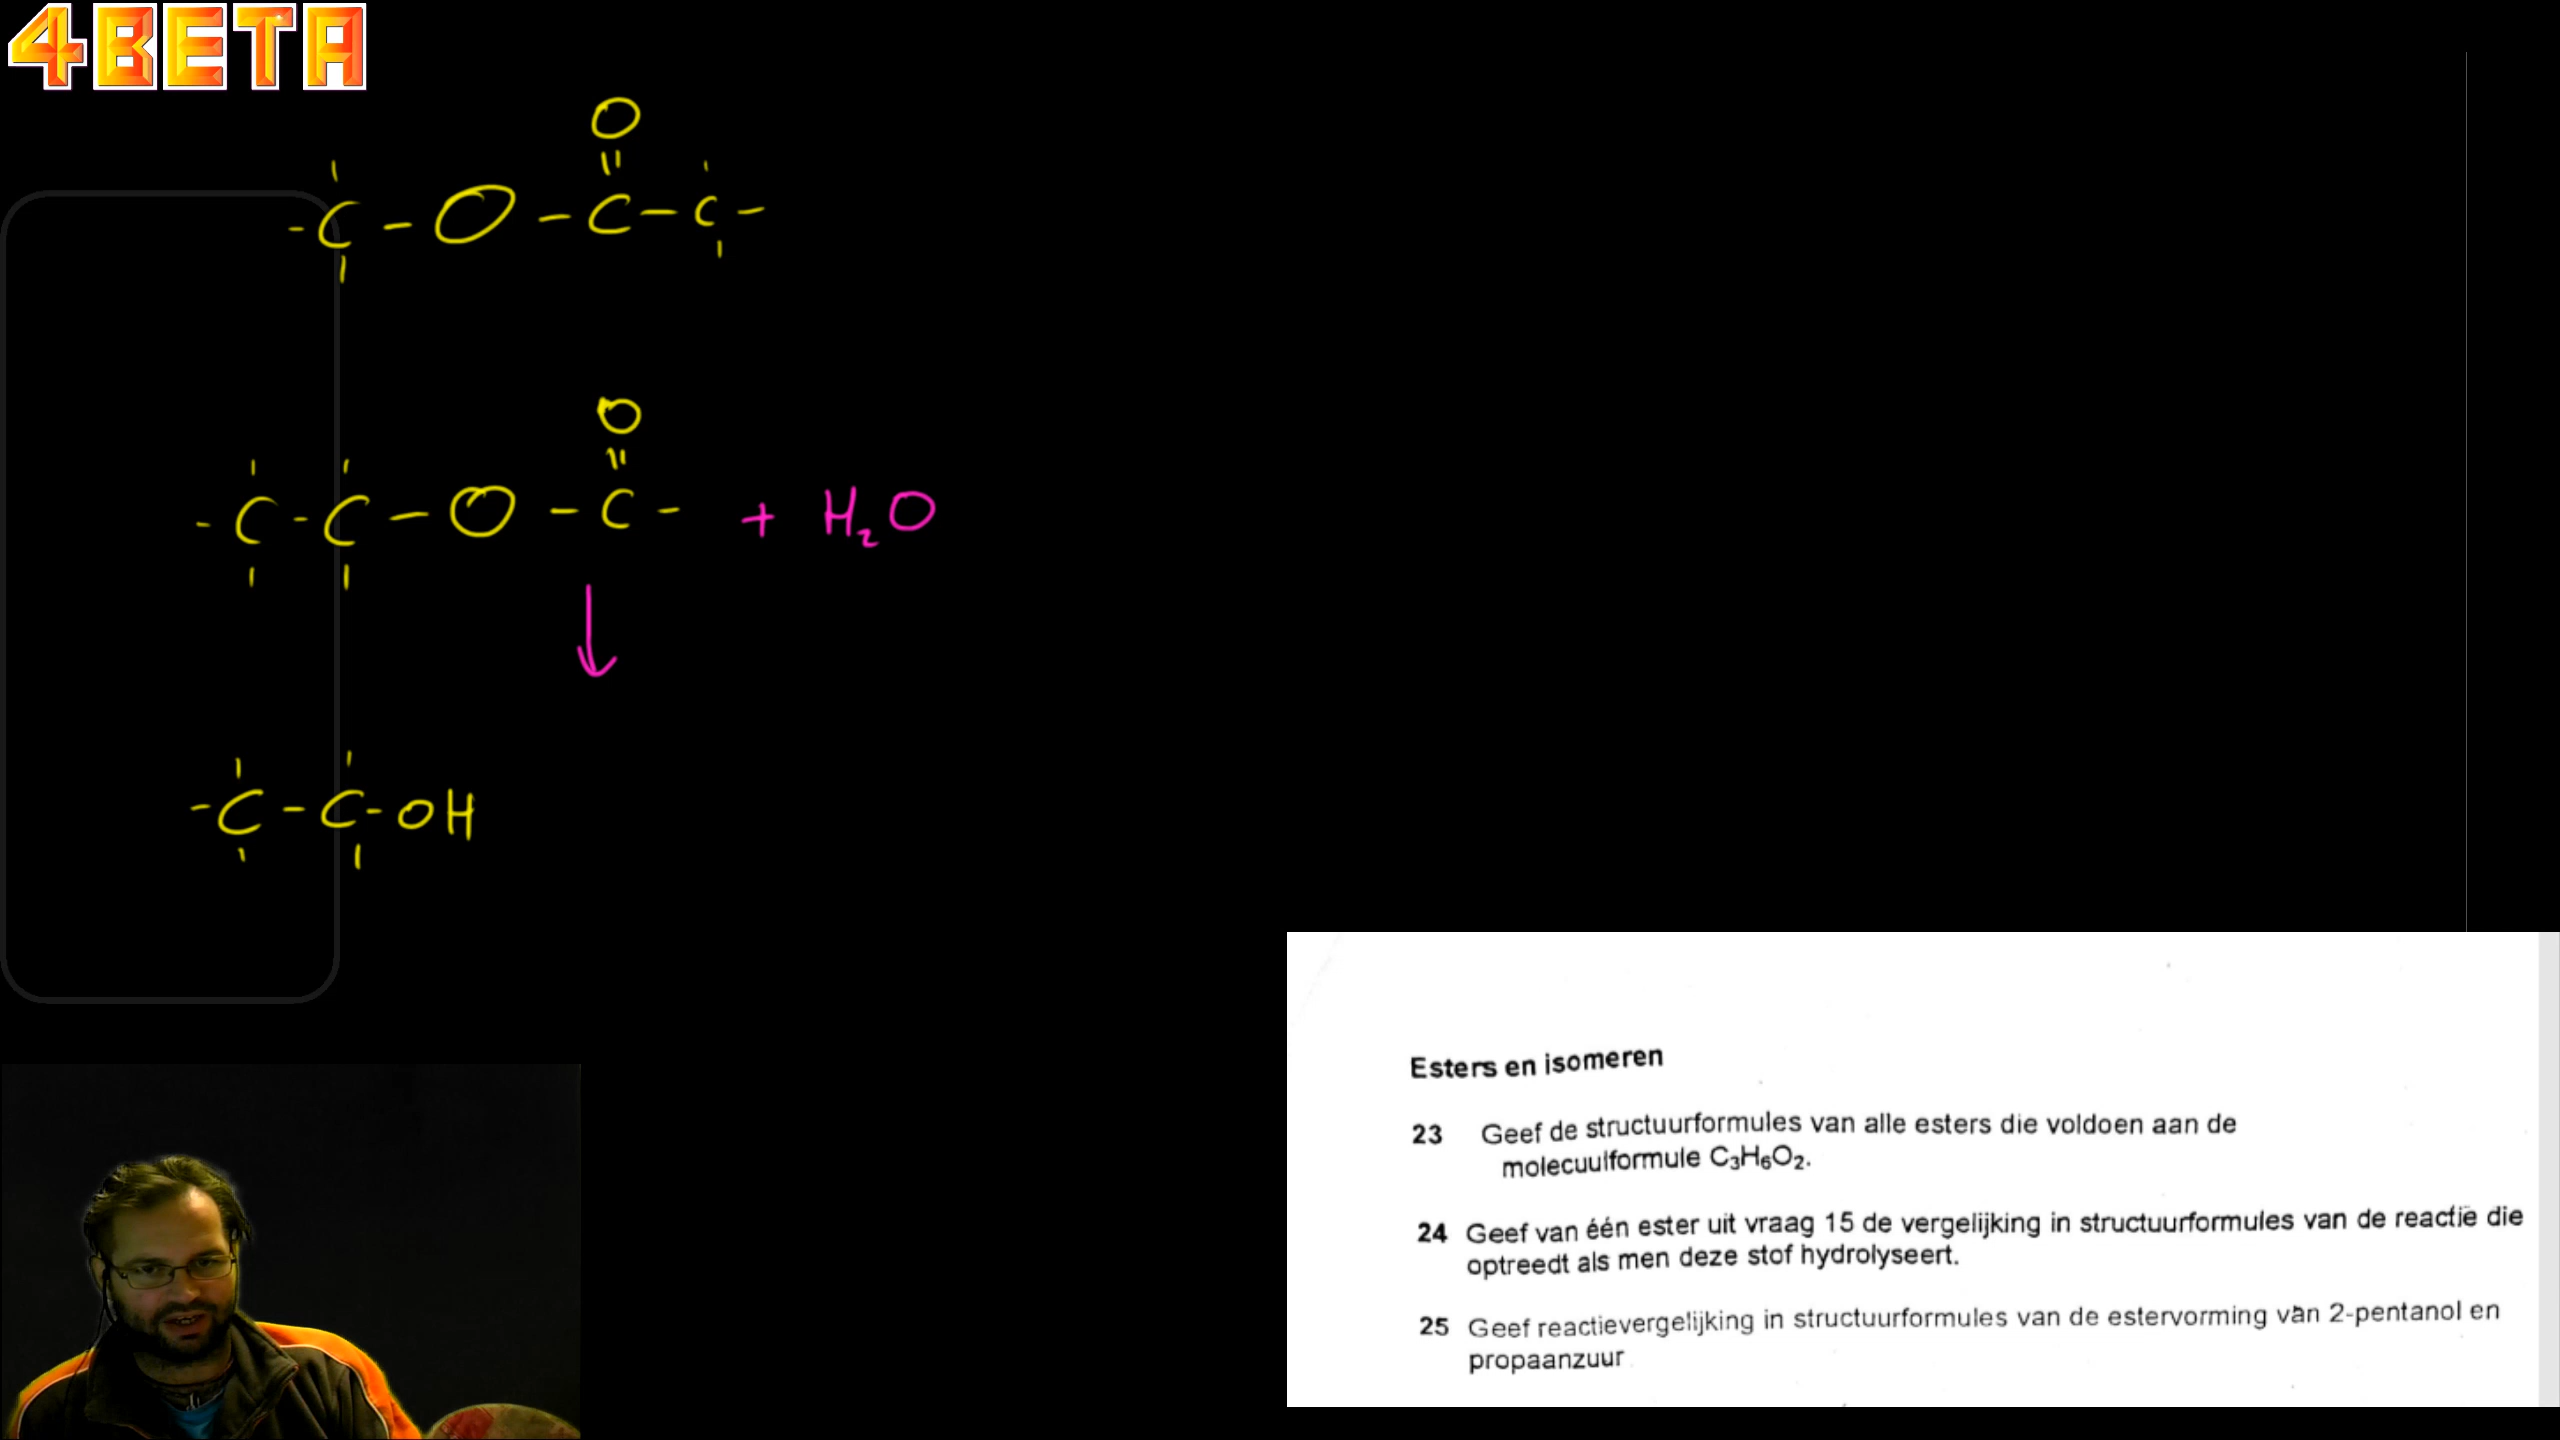 4BETA
O
||
-C-O-C-C-
O
||
-C-C-O-C- + H₂O
↓
-C-C-OH
Esters en isomeren
23 Geef de structuurformules van alle esters die voldoen aan de
molecuulformule C₃H₆O₂.
24 Geef van één ester uit vraag 15 de vergelijking in structuurformules van de reactie die
optreedt als men deze stof hydrolyseert.
25 Geef reactievergelijking in structuurformules van de estervorming van 2-pentanol en
propaanzuur